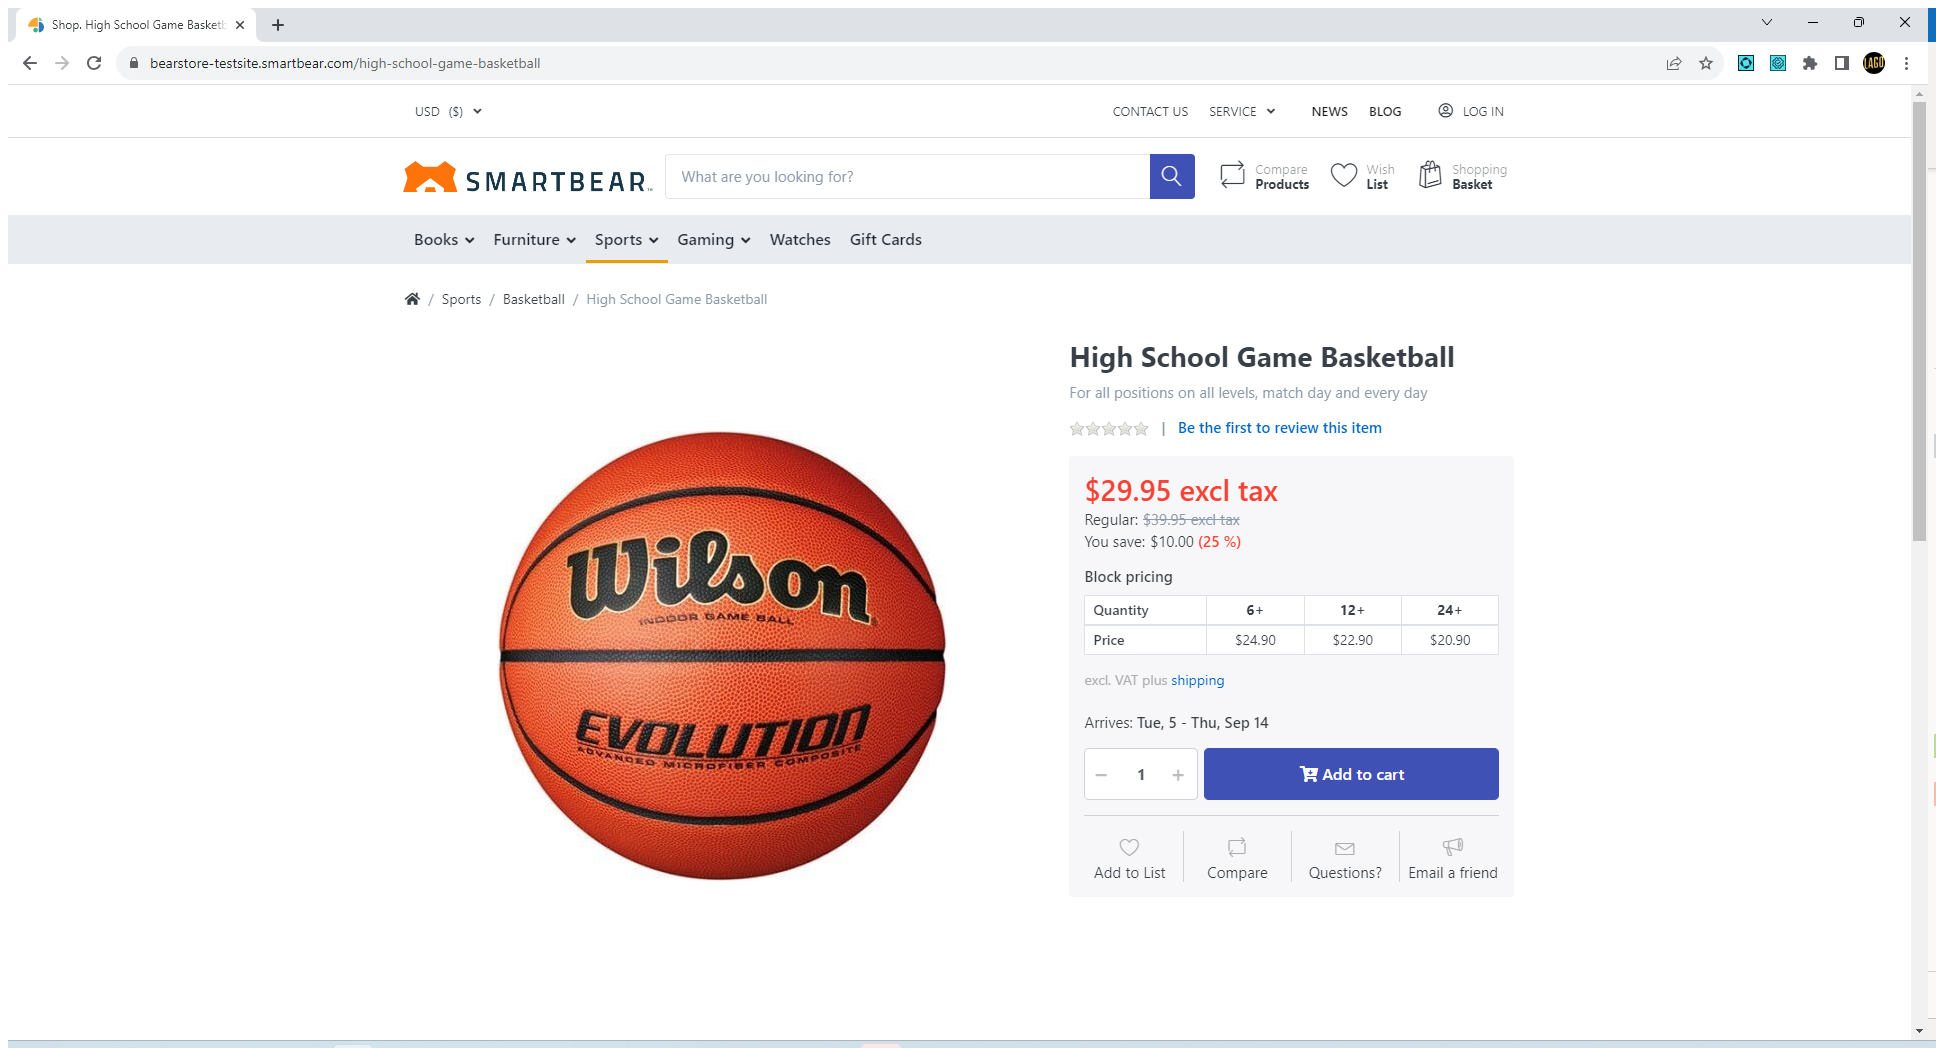 Shop. High School Game Basketb
bearstore-testsite.smartbear.com/high-school-game-basketball
LAGO
USD ($)
CONTACT US SERVICE NEWS BLOG LOG IN
SMARTBEAR™
What are you looking for?
Compare
Products
Wish
List
Shopping
Basket
Books Furniture Sports Gaming Watches Gift Cards
/ Sports / Basketball / High School Game Basketball
High School Game Basketball
For all positions on all levels, match day and every day
| Be the first to review this item
Wilson
INDOOR GAME BALL
EVOLUTION
ADVANCED MICROFIBER COMPOSITE
$29.95 excl tax
Regular: $39.95 excl tax
You save: $10.00 (25 %)
Block pricing
Quantity 6+ 12+ 24+
Price $24.90 $22.90 $20.90
excl. VAT plus shipping
Arrives: Tue, 5 - Thu, Sep 14
− 1 + Add to cart
Add to List Compare Questions? Email a friend